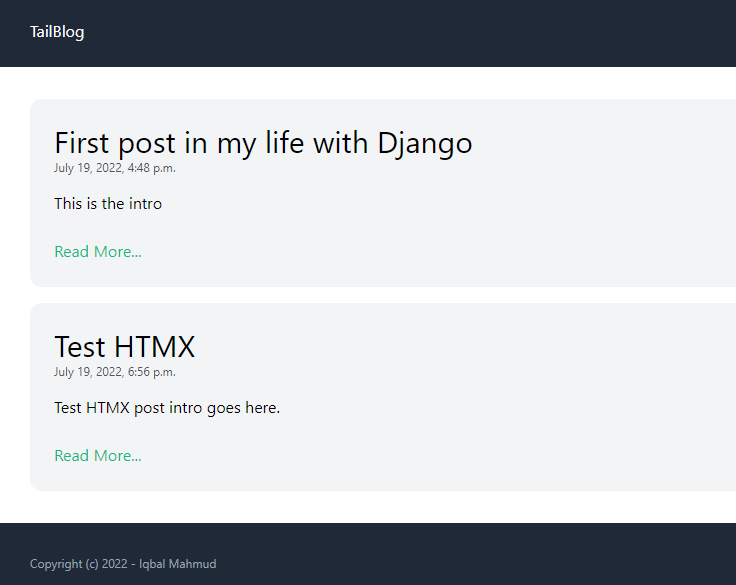 TailBlog
First post in my life with Django
July 19, 2022, 4:48 p.m.
This is the intro
Read More...
Test HTMX
July 19, 2022, 6:56 p.m.
Test HTMX post intro goes here.
Read More...
Copyright (c) 2022 - Iqbal Mahmud